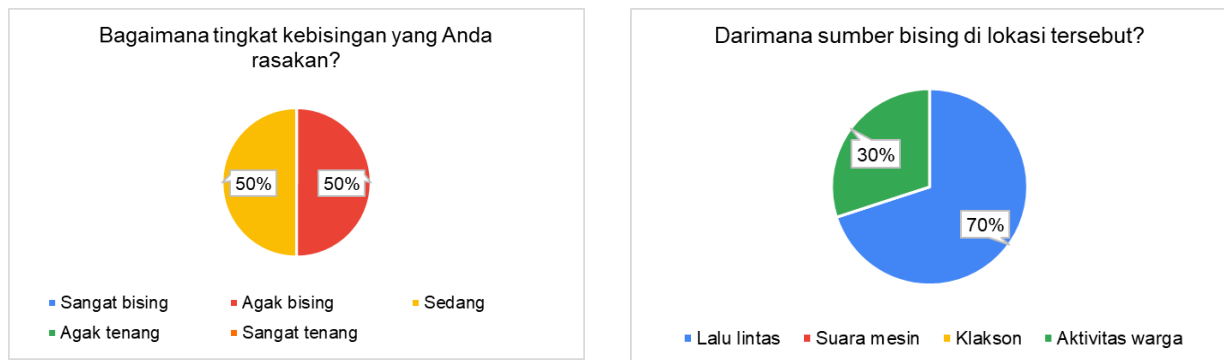 Bagaimana tingkat kebisingan yang Anda
rasakan?
50%
50%
Sangat bising
Agak bising
Sedang
Agak tenang
Sangat tenang
Darimana sumber bising di lokasi tersebut?
30%
70%
Lalu lintas
Suara mesin
Klakson
Aktivitas warga